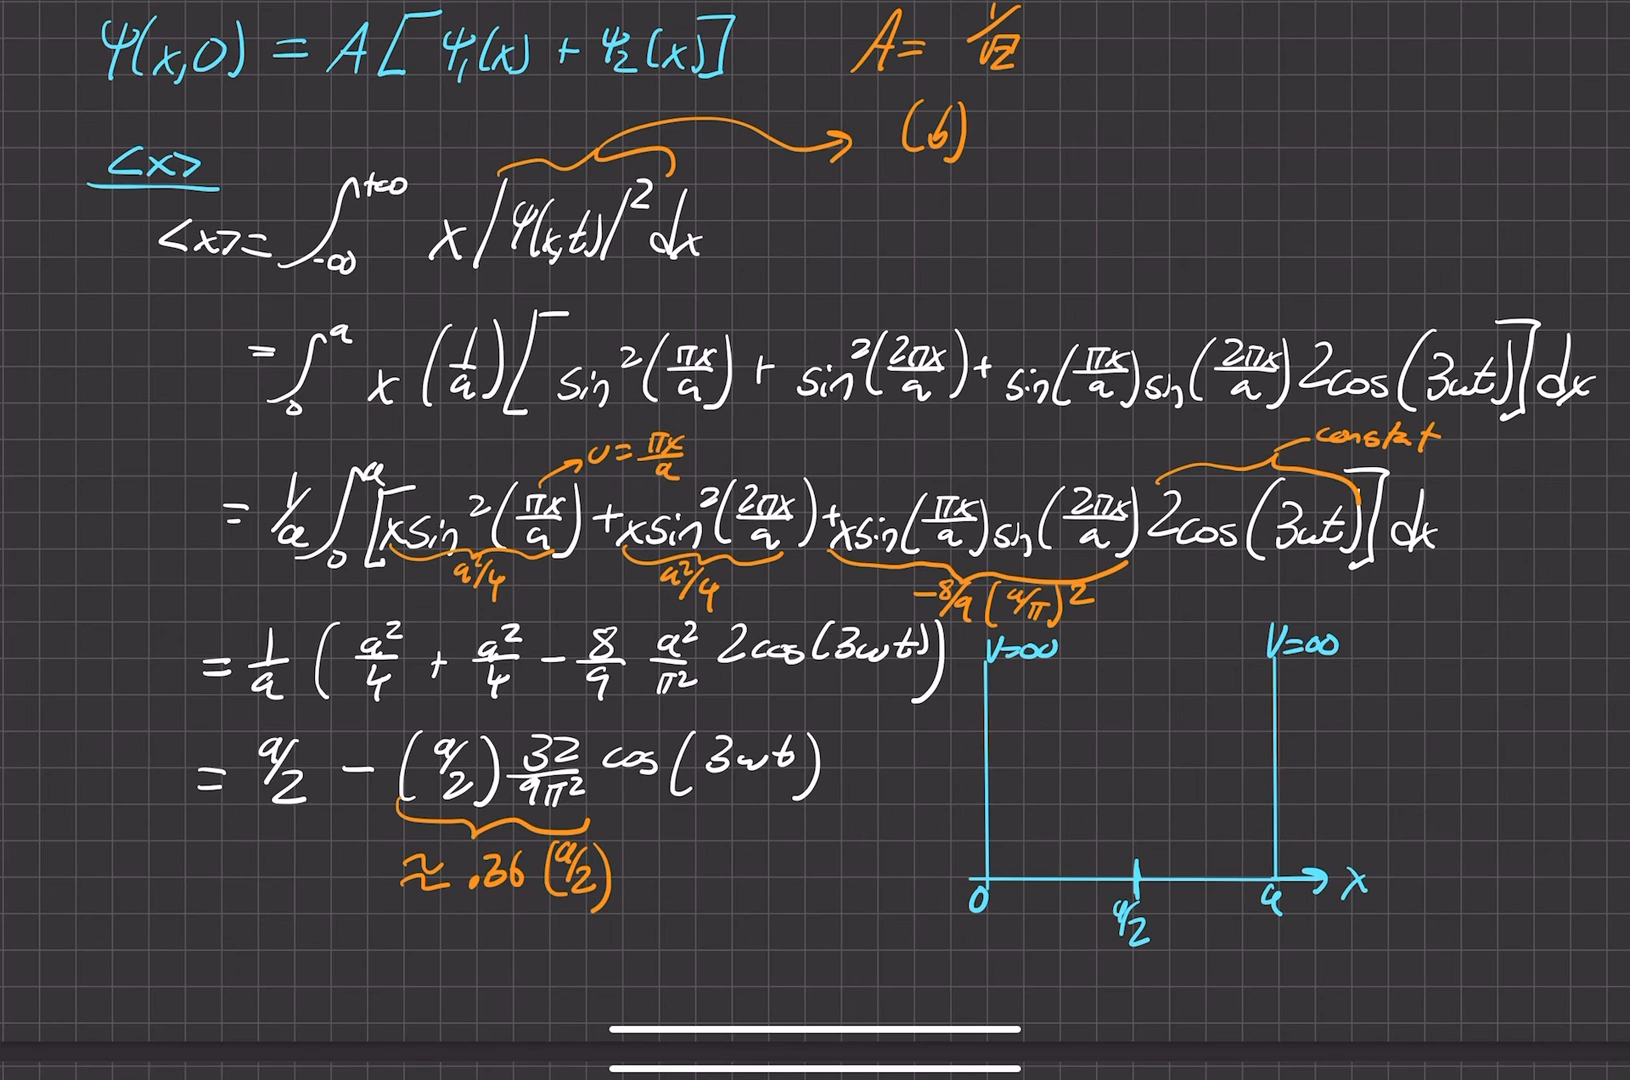 Ψ(x,0) = A[ψ₁(x) + ψ₂(x)]
A = 1/√2
(b)
<x>
<x> = ∫_{-∞}^{+∞} x|Ψ(x,t)|² dx
= ∫₀^a x (1/a) [sin²(πx/a) + sin²(2πx/a) + sin(πx/a) sin(2πx/a) 2cos(3ωt)] dx
constat
u = πx/a
= 1/a ∫₀^a [x sin²(πx/a) + x sin²(2πx/a) + x sin(πx/a) sin(2πx/a) 2cos(3ωt)] dx
a²/4
a²/4
-8/9 (a/π)²
= 1/a (a²/4 + a²/4 - 8/9 a²/π² 2cos(3ωt))
V=∞
V=∞
= a/2 - (a/2) 32/9π² cos(3ωt)
≈ .36 (a/2)
0
a/2
a
x